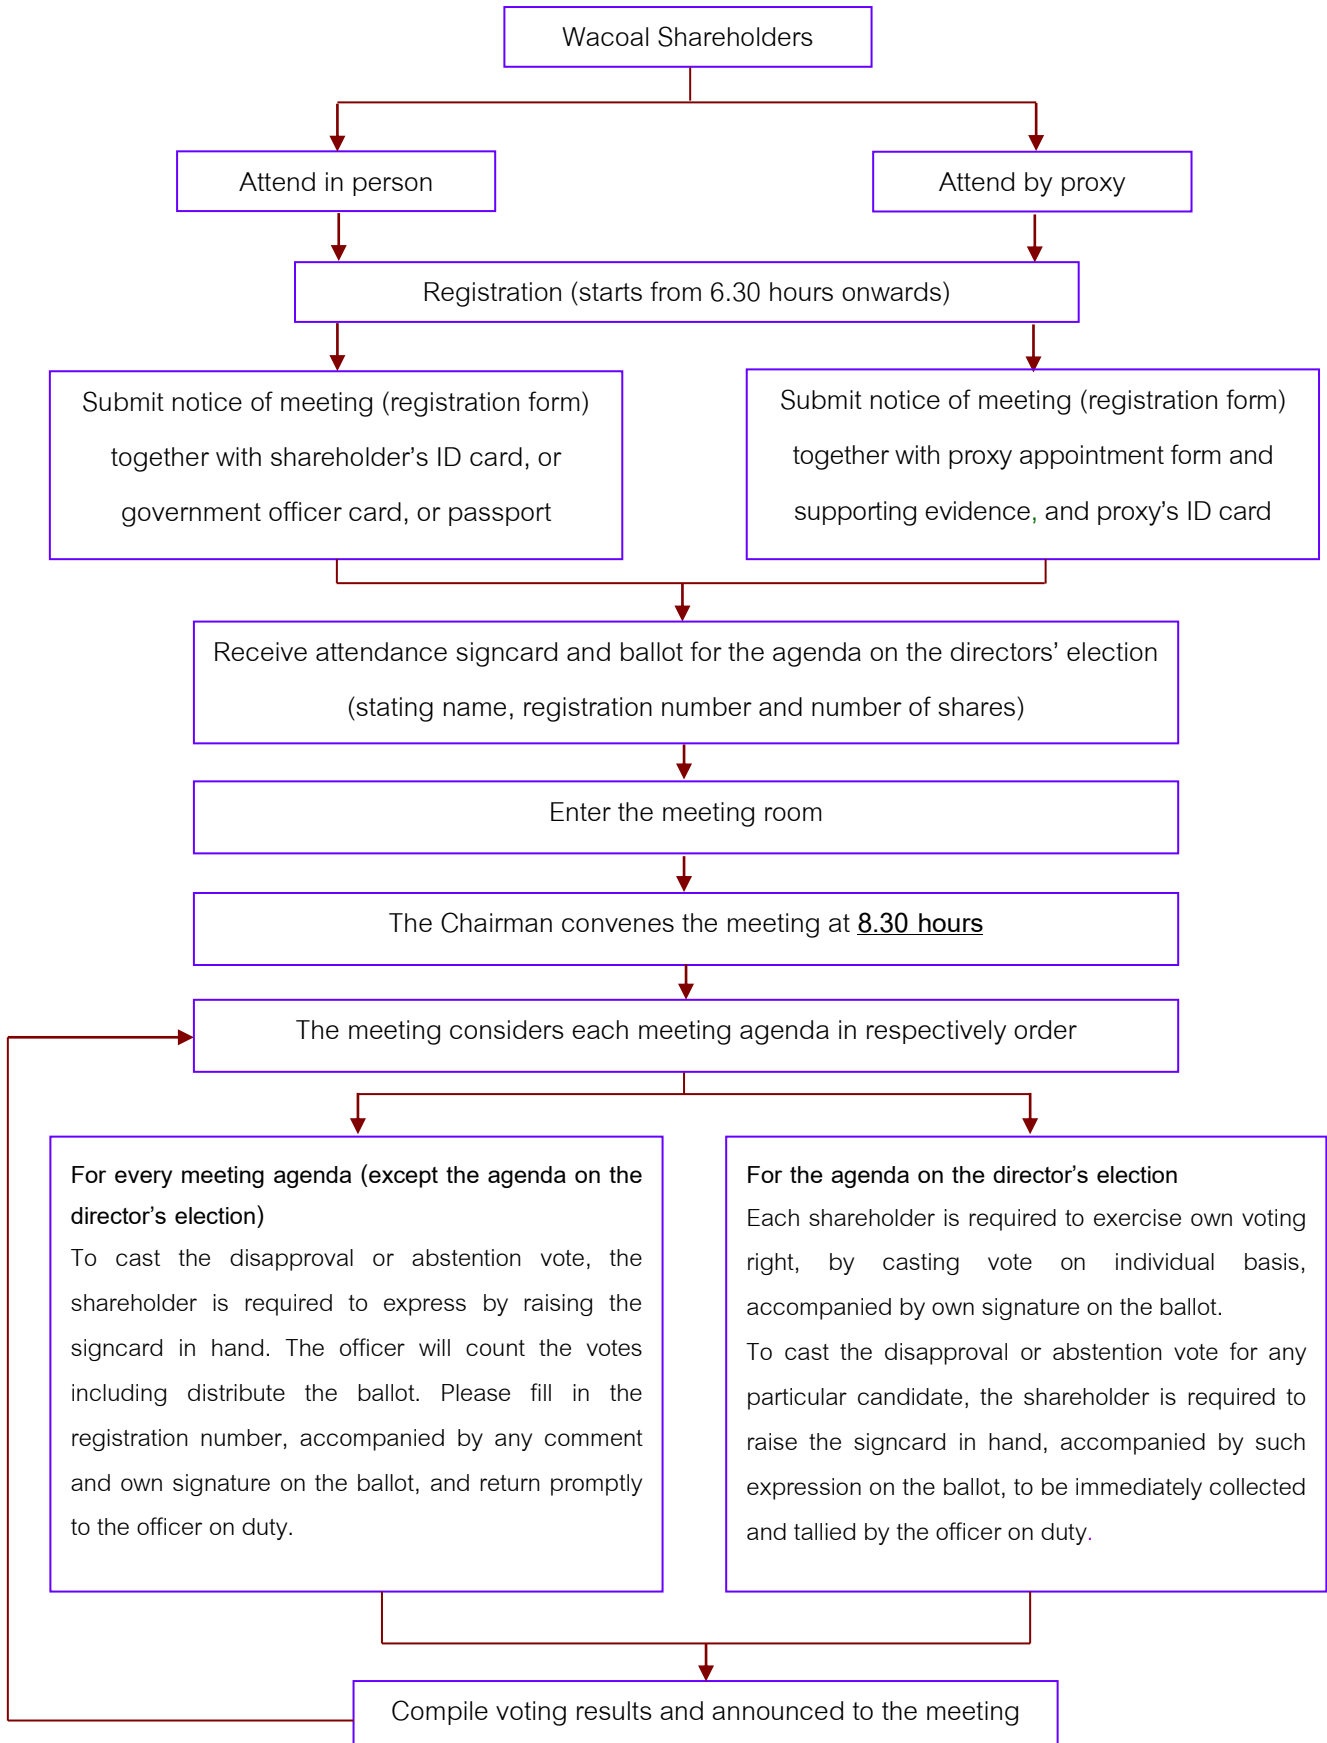 Wacoal Shareholders
Attend in person
Attend by proxy
Registration (starts from 6.30 hours onwards)
Submit notice of meeting (registration form)
together with shareholder’s ID card, or
government officer card, or passport
Submit notice of meeting (registration form)
together with proxy appointment form and
supporting evidence, and proxy’s ID card
Receive attendance signcard and ballot for the agenda on the directors’ election
(stating name, registration number and number of shares)
Enter the meeting room
The Chairman convenes the meeting at 8.30 hours
The meeting considers each meeting agenda in respectively order
For every meeting agenda (except the agenda on the
director’s election)
To cast the disapproval or abstention vote, the
shareholder is required to express by raising the
signcard in hand. The officer will count the votes
including distribute the ballot. Please fill in the
registration number, accompanied by any comment
and own signature on the ballot, and return promptly
to the officer on duty.
For the agenda on the director’s election
Each shareholder is required to exercise own voting
right, by casting vote on individual basis,
accompanied by own signature on the ballot.
To cast the disapproval or abstention vote for any
particular candidate, the shareholder is required to
raise the signcard in hand, accompanied by such
expression on the ballot, to be immediately collected
and tallied by the officer on duty.
Compile voting results and announced to the meeting